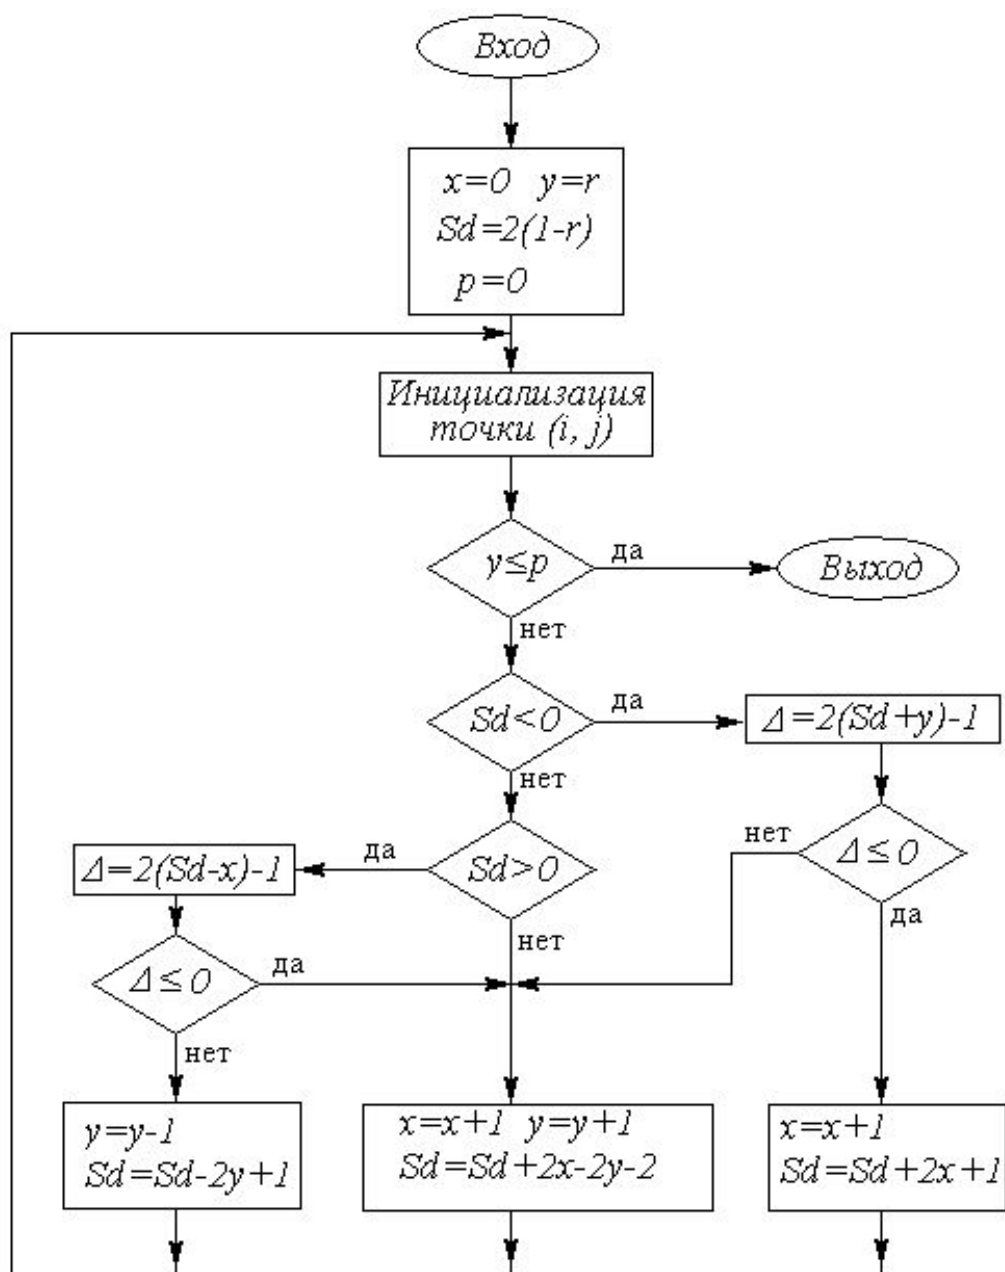 Вход
x=0 y=r
Sd=2(1-r)
p=0
Инициализация
точки (i, j)
y≤p
да
Выход
нет
Sd<0
да
Δ=2(Sd+y)-1
нет
Sd>0
да
Δ=2(Sd-x)-1
нет
Δ≤0
нет
да
Δ≤0
да
нет
y=y-1
Sd=Sd-2y+1
x=x+1 y=y+1
Sd=Sd+2x-2y-2
x=x+1
Sd=Sd+2x+1